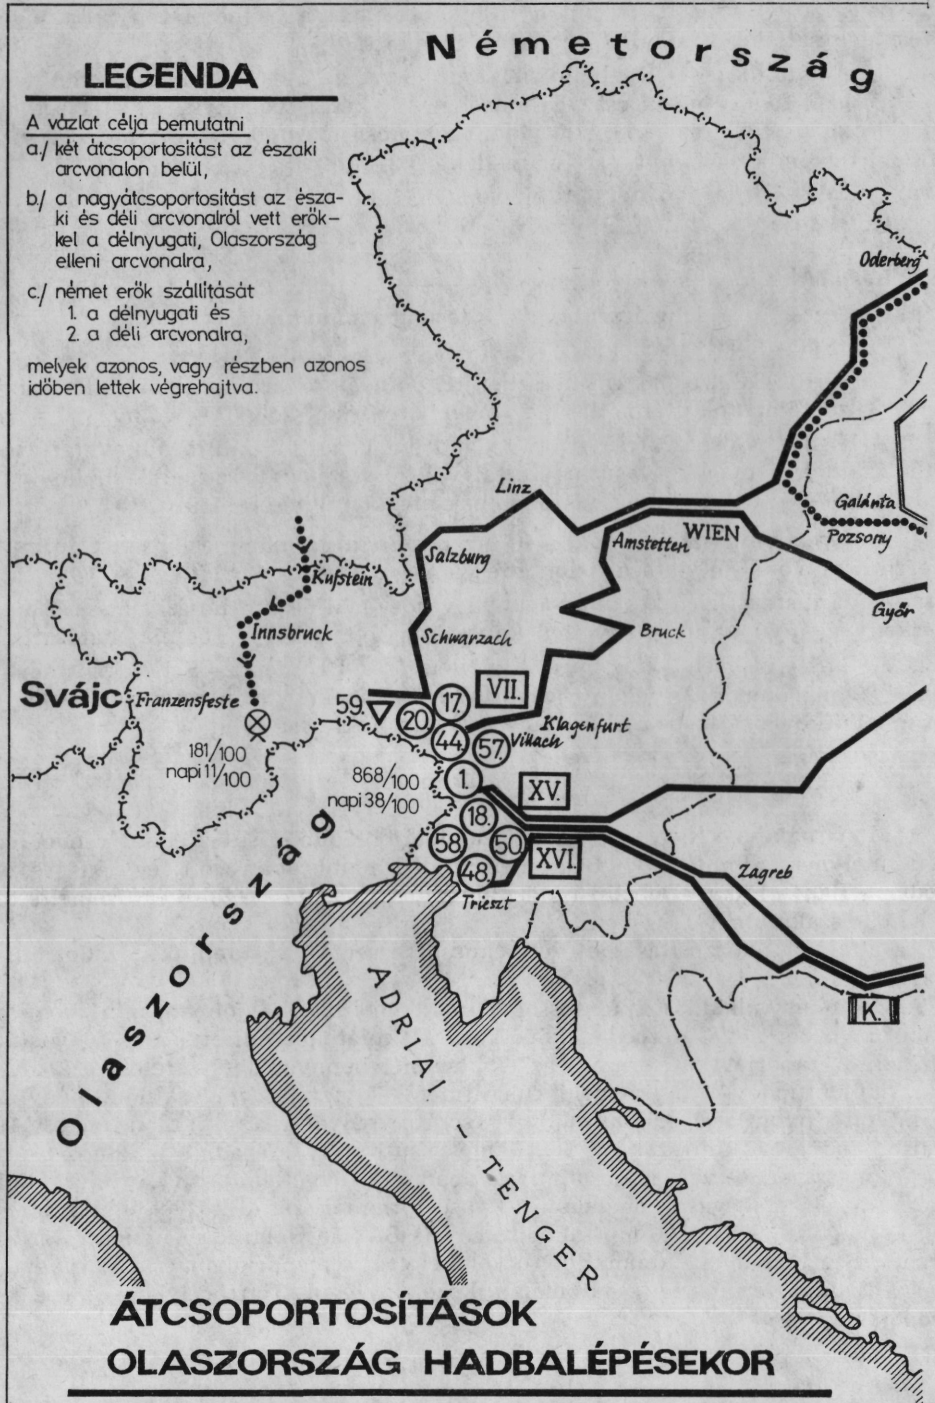 Németország
LEGENDA
A vázlat célja bemutatni
a./ két átcsoportosítást az északi
arcvonalon belül,
b./ a nagyátcsoportosítást az észa-
ki és déli arcvonalról vett erők-
kel a délnyugati, Olaszország
elleni arcvonalra,
c./ német erők szállítását
1. a délnyugati és
2. a déli arcvonalra,
melyek azonos, vagy részben azonos
időben lettek végrehajtva.
Oderberg
Linz
Galánta
Salzburg
Amstetten
WIEN
Pozsony
Kufstein
Győr
Innsbruck
Schwarzach
Bruck
Svájc
Franzensfeste
59.
20.
17.
VII.
44.
57.
Villach
Klagenfurt
181/100
napi 11/100
868/100
napi 38/100
1.
XV.
18.
58
50.
XVI.
48.
Zagreb
Trieszt
Olaszország
K.
ADRIAI-TENGER
ÁTCSOPORTOSÍTÁSOK
OLASZORSZÁG HADBALÉPÉSEKOR